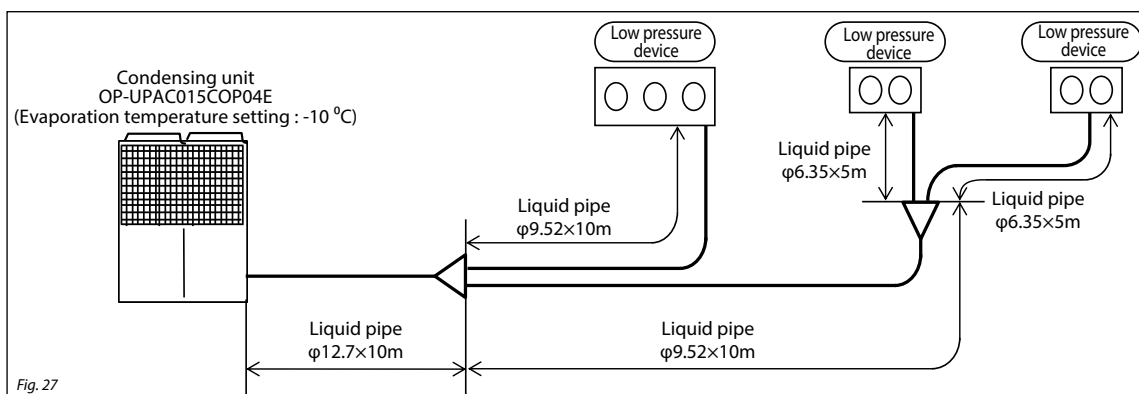 Low pressure
device
Low pressure
device
Low pressure
device
Condensing unit
OP-UPAC015COP04E
(Evaporation temperature setting : -10 ⁰C)
Liquid pipe
φ6.35×5m
Liquid pipe
φ9.52×10m
Liquid pipe
φ6.35×5m
Liquid pipe
φ12.7×10m
Liquid pipe
φ9.52×10m
Fig. 27